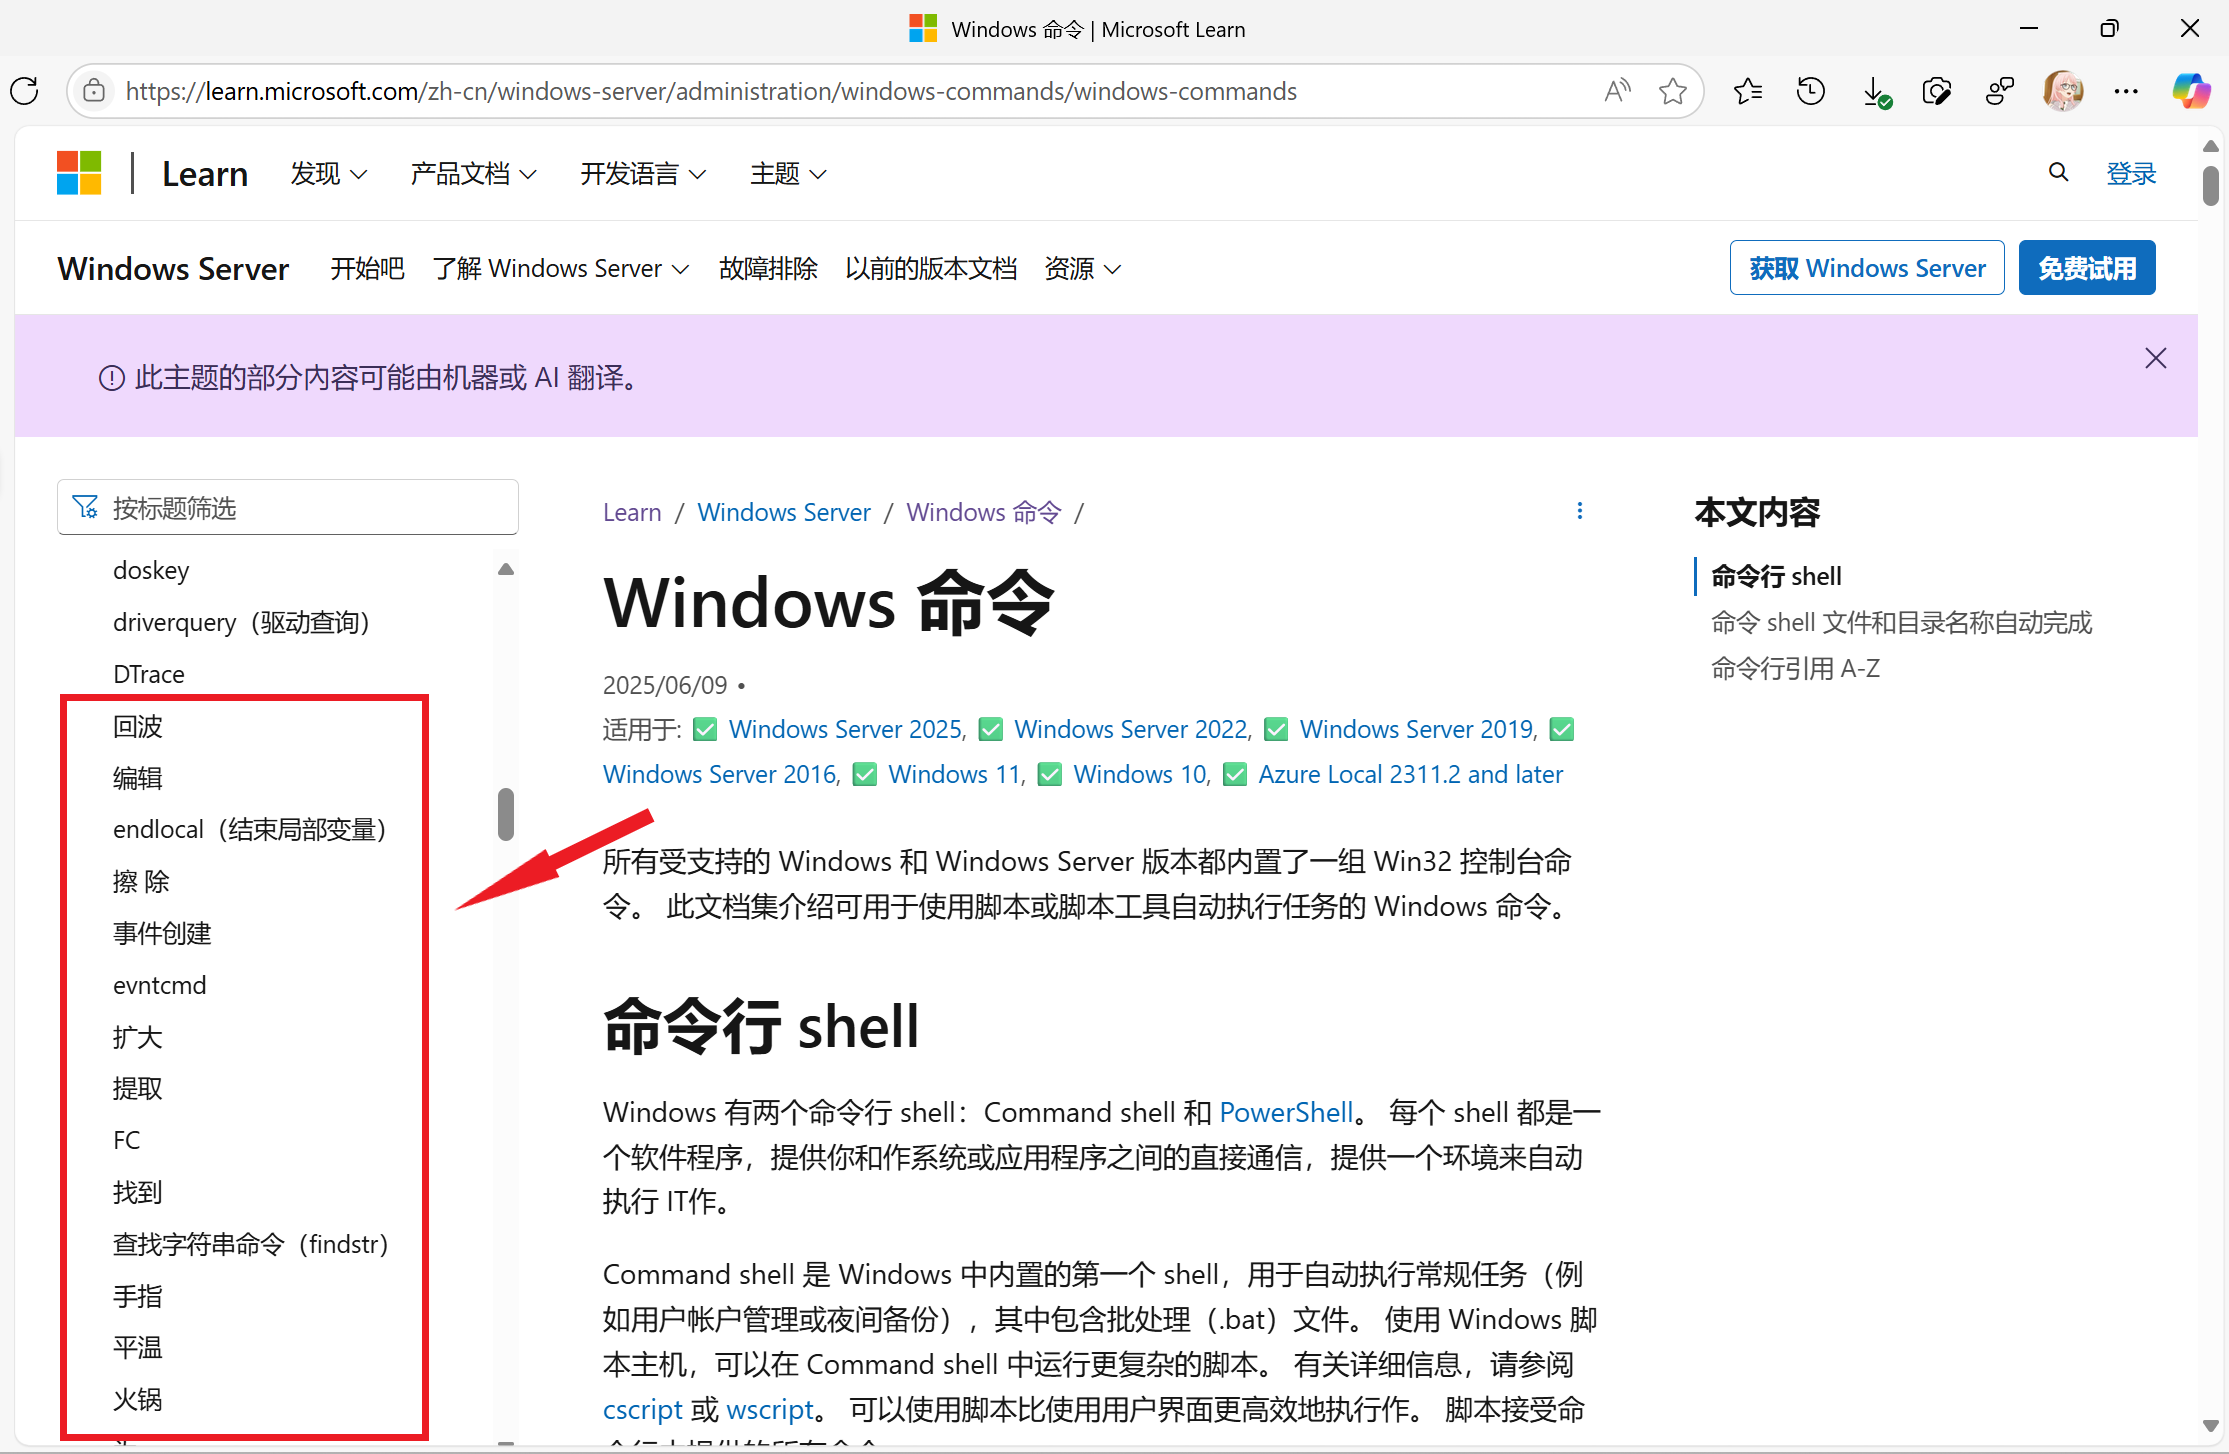 Windows 命令 | Microsoft Learn
https://learn.microsoft.com/zh-cn/windows-server/administration/windows-commands/windows-commands
Learn 发现 产品文档 开发语言 主题 登录
Windows Server 开始吧 了解 Windows Server 故障排除 以前的版本文档 资源 获取 Windows Server 免费试用
此主题的部分内容可能由机器或 AI 翻译。
按标题筛选
doskey
driverquery（驱动查询）
DTrace
回波
编辑
endlocal（结束局部变量）
擦 除
事件创建
evntcmd
扩大
提取
FC
找到
查找字符串命令（findstr）
手指
平温
火锅
Learn / Windows Server / Windows 命令 /
Windows 命令
2025/06/09 •
适用于: ✅ Windows Server 2025, ✅ Windows Server 2022, ✅ Windows Server 2019, ✅
Windows Server 2016, ✅ Windows 11, ✅ Windows 10, ✅ Azure Local 2311.2 and later
所有受支持的 Windows 和 Windows Server 版本都内置了一组 Win32 控制台命
令。 此文档集介绍可用于使用脚本或脚本工具自动执行任务的 Windows 命令。
命令行 shell
Windows 有两个命令行 shell：Command shell 和 PowerShell。 每个 shell 都是一
个软件程序，提供你和作系统或应用程序之间的直接通信，提供一个环境来自动
执行 IT作。
Command shell 是 Windows 中内置的第一个 shell，用于自动执行常规任务（例
如用户帐户管理或夜间备份），其中包含批处理（.bat）文件。 使用 Windows 脚
本主机，可以在 Command shell 中运行更复杂的脚本。 有关详细信息，请参阅
cscript 或 wscript。 可以使用脚本比使用用户界面更高效地执行作。 脚本接受命
本文内容
命令行 shell
命令 shell 文件和目录名称自动完成
命令行引用 A-Z